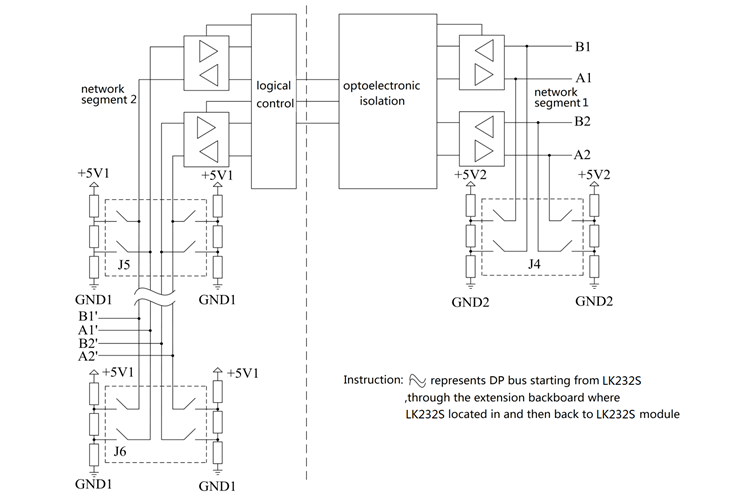 B1
network
segment 2
logical
control
optoelectronic
isolation
A1
network
segment 1
B2
A2
+5V1
+5V1
+5V2
+5V2
J5
J4
GND1
GND1
GND2
GND2
B1'
A1'
B2'
A2'
+5V1
+5V1
Instruction: represents DP bus starting from LK232S
,through the extension backboard where
LK232S located in and then back to LK232S module
J6
GND1
GND1